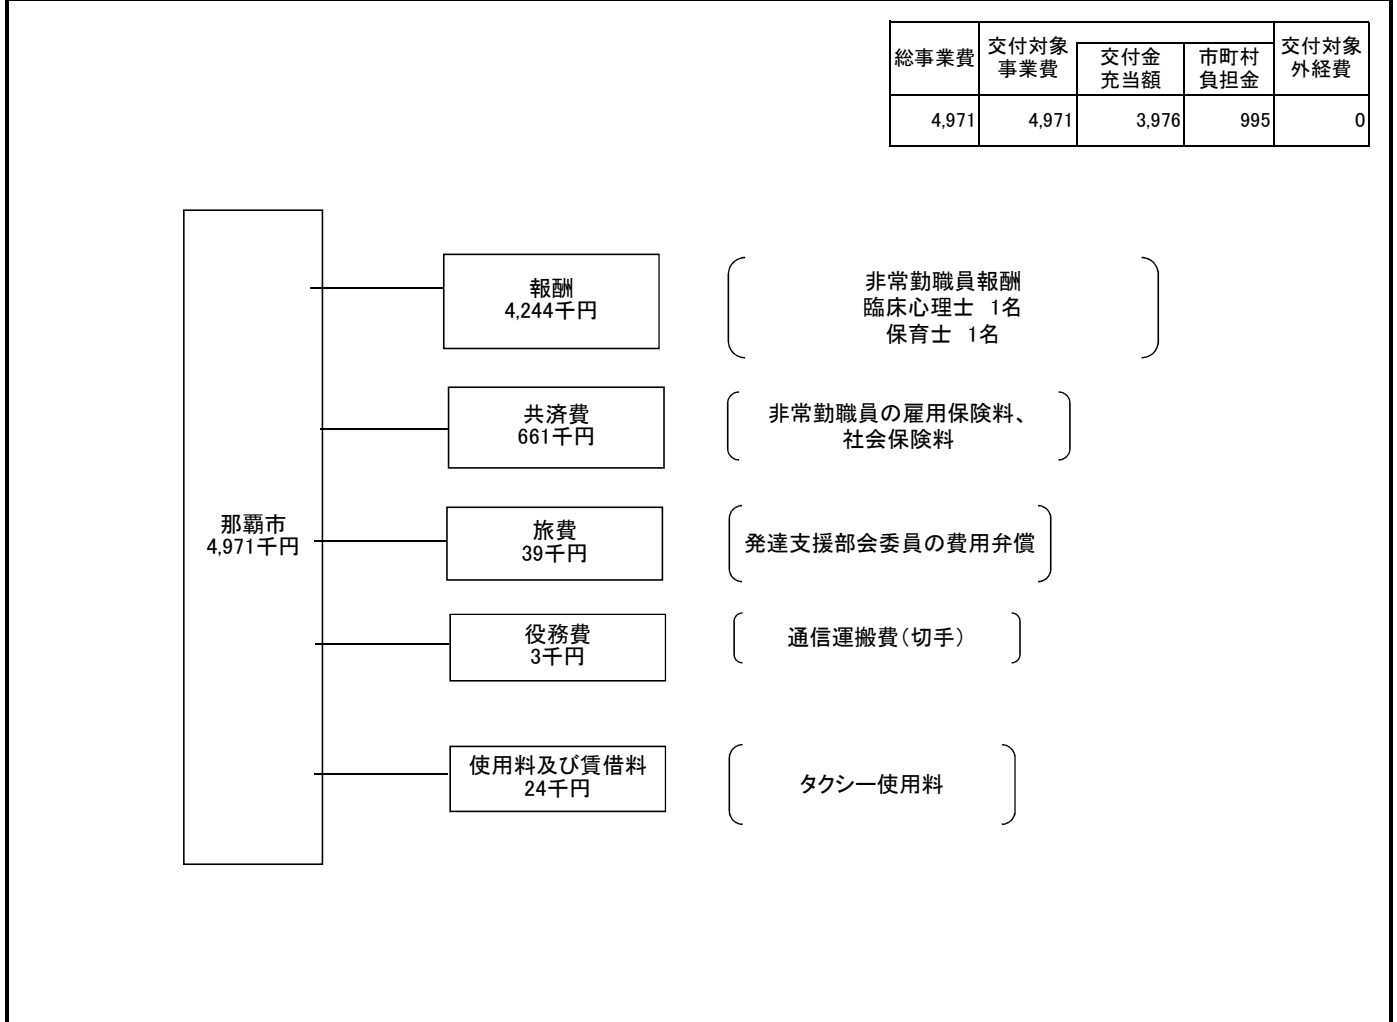 総事業費
交付対象
事業費
交付金
充当額
市町村
負担金
交付対象
外経費
4,971
4,971
3,976
995
0
那覇市
4,971千円
報酬
4,244千円
非常勤職員報酬
臨床心理士 1名
保育士 1名
共済費
661千円
非常勤職員の雇用保険料、
社会保険料
旅費
39千円
発達支援部会委員の費用弁償
役務費
3千円
通信運搬費（切手）
使用料及び賃借料
24千円
タクシー使用料